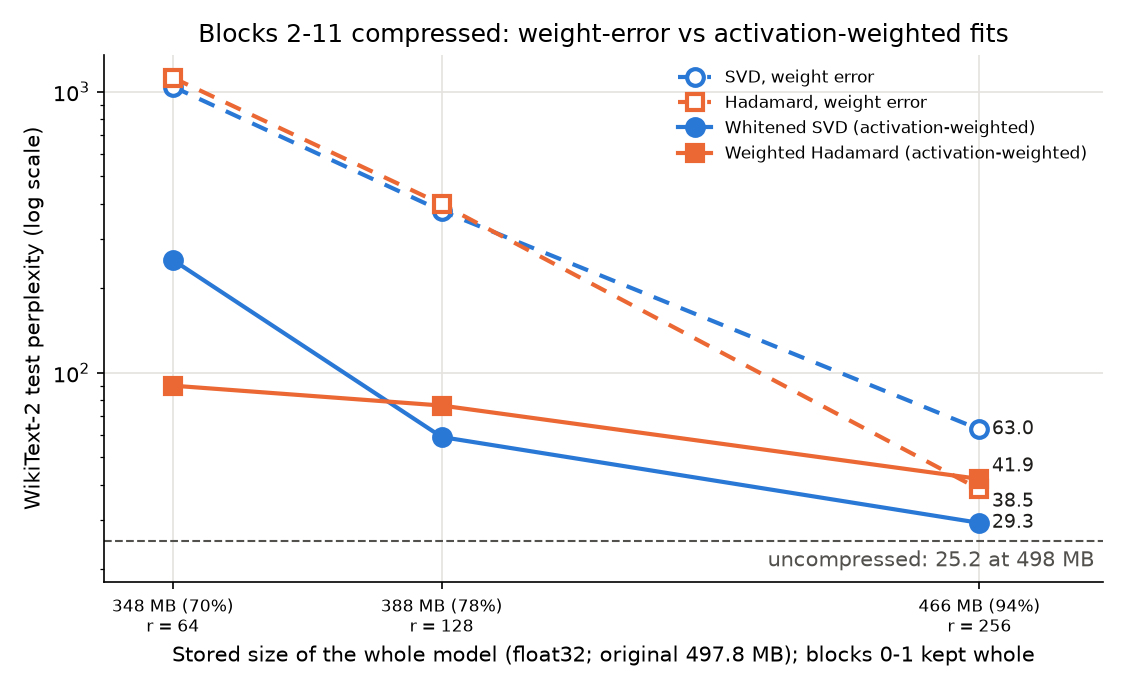 Blocks 2-11 compressed: weight-error vs activation-weighted fits
WikiText-2 test perplexity (log scale)
10³
10²
SVD, weight error
Hadamard, weight error
Whitened SVD (activation-weighted)
Weighted Hadamard (activation-weighted)
63.0
41.9
38.5
29.3
uncompressed: 25.2 at 498 MB
348 MB (70%)
r = 64
388 MB (78%)
r = 128
466 MB (94%)
r = 256
Stored size of the whole model (float32; original 497.8 MB); blocks 0-1 kept whole